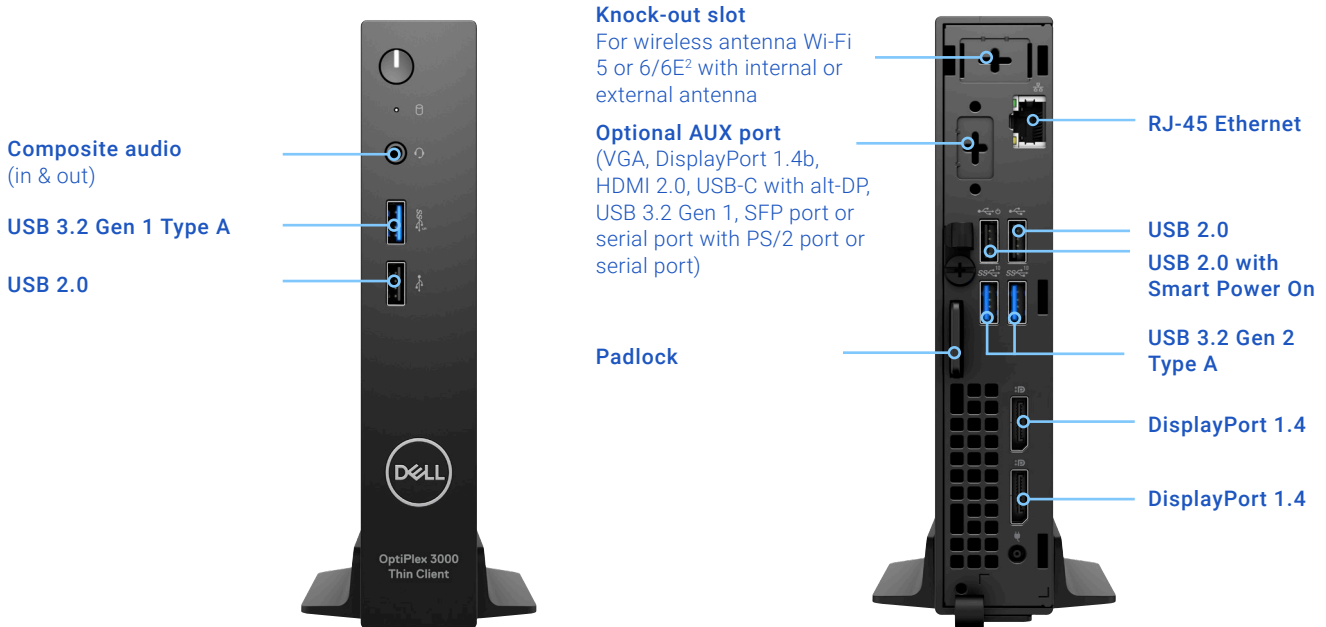 Composite audio
(in & out)
USB 3.2 Gen 1 Type A
USB 2.0
DELL
OptiPlex 3000
Thin Client
Knock-out slot
For wireless antenna Wi-Fi
5 or 6/6E²  with internal or
external antenna
Optional AUX port
(VGA, DisplayPort 1.4b,
HDMI 2.0, USB-C with alt-DP,
USB 3.2 Gen 1, SFP port or
serial port with PS/2 port or
serial port)
Padlock
RJ-45 Ethernet
USB 2.0
USB 2.0 with
Smart Power On
USB 3.2 Gen 2
Type A
DisplayPort 1.4
DisplayPort 1.4